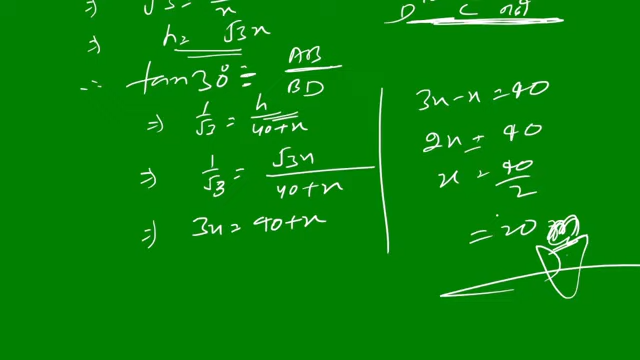 ⇒ √3 = h/x
⇒ h = √3x
∴ tan30° = AB/BD
⇒ 1/√3 = h/40+x
⇒ 1/√3 = √3x/40+x
⇒ 3x = 40+x
D C
3x-x = 40
2x = 40
x = 40/2
= 20